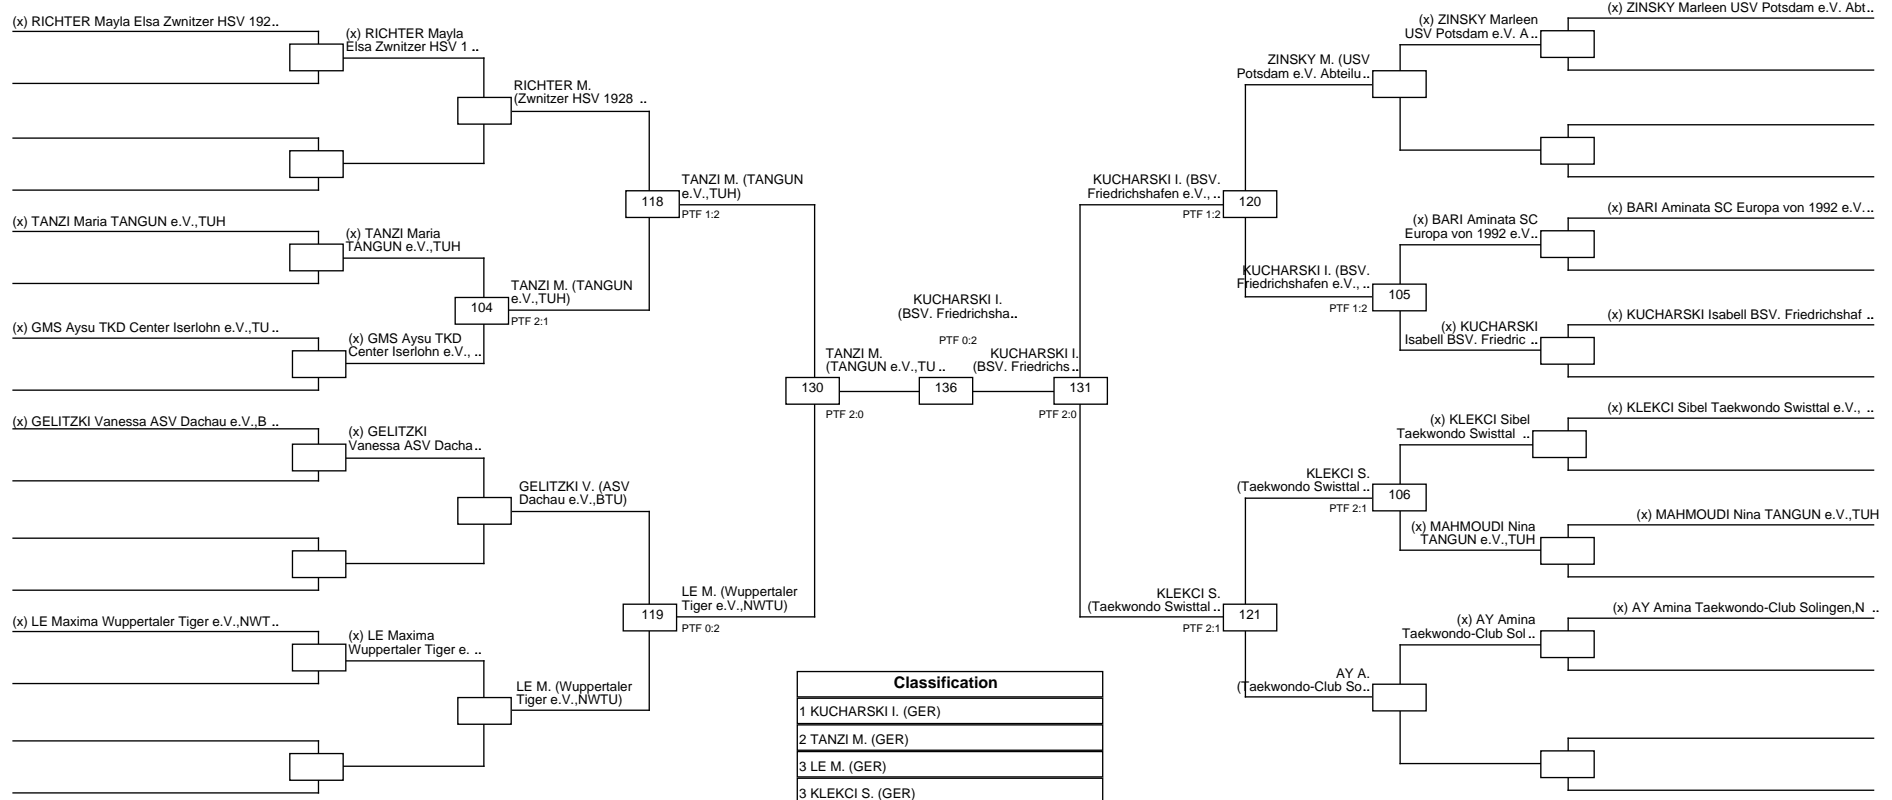 (x) RICHTER Mayla Elsa Zwnitzer HSV 192..
(x) RICHTER Mayla
Elsa Zwnitzer HSV 1 ..
RICHTER M.
(Zwnitzer HSV 1928 ..
118
TANZI M. (TANGUN
e.V.,TUH)
PTF 1:2
(x) TANZI Maria TANGUN e.V.,TUH
(x) TANZI Maria
TANGUN e.V.,TUH
104
TANZI M. (TANGUN
e.V.,TUH)
PTF 2:1
(x) GMS Aysu TKD Center Iserlohn e.V.,TU ..
(x) GMS Aysu TKD
Center Iserlohn e.V., ..
130
TANZI M.
(TANGUN e.V.,TU ..
PTF 2:0
(x) GELITZKI Vanessa ASV Dachau e.V.,B ..
(x) GELITZKI
Vanessa ASV Dacha..
GELITZKI V. (ASV
Dachau e.V.,BTU)
119
LE M. (Wuppertaler
Tiger e.V.,NWTU)
PTF 0:2
(x) LE Maxima Wuppertaler Tiger e.V.,NWT..
(x) LE Maxima
Wuppertaler Tiger e. ..
LE M. (Wuppertaler
Tiger e.V.,NWTU)
KUCHARSKI I.
(BSV. Friedrichsha..
PTF 0:2
136
KUCHARSKI I.
(BSV. Friedrichs..
131
PTF 2:0
(x) ZINSKY Marleen USV Potsdam e.V. Abt..
(x) ZINSKY Marleen
USV Potsdam e.V. A..
ZINSKY M. (USV
Potsdam e.V. Abteilu..
KUCHARSKI I. (BSV.
Friedrichshafen e.V., ..
120
PTF 1:2
(x) BARI Aminata SC Europa von 1992 e.V...
(x) BARI Aminata SC
Europa von 1992 e.V..
KUCHARSKI I. (BSV.
Friedrichshafen e.V., ..
105
PTF 1:2
(x) KUCHARSKI Isabell BSV. Friedrichshaf ..
(x) KUCHARSKI
Isabell BSV. Friedric ..
(x) KLEKCI Sibel Taekwondo Swisttal e.V., ..
(x) KLEKCI Sibel
Taekwondo Swisttal ..
KLEKCI S.
(Taekwondo Swisttal ..
106
PTF 2:1
(x) MAHMOUDI Nina TANGUN e.V.,TUH
(x) MAHMOUDI Nina
TANGUN e.V.,TUH
KLEKCI S.
(Taekwondo Swisttal ..
121
PTF 2:1
(x) AY Amina Taekwondo-Club Solingen,N ..
(x) AY Amina
Taekwondo-Club Sol ..
AY A.
(Taekwondo-Club So..
Classification
1 KUCHARSKI I. (GER)
2 TANZI M. (GER)
3 LE M. (GER)
3 KLEKCI S. (GER)